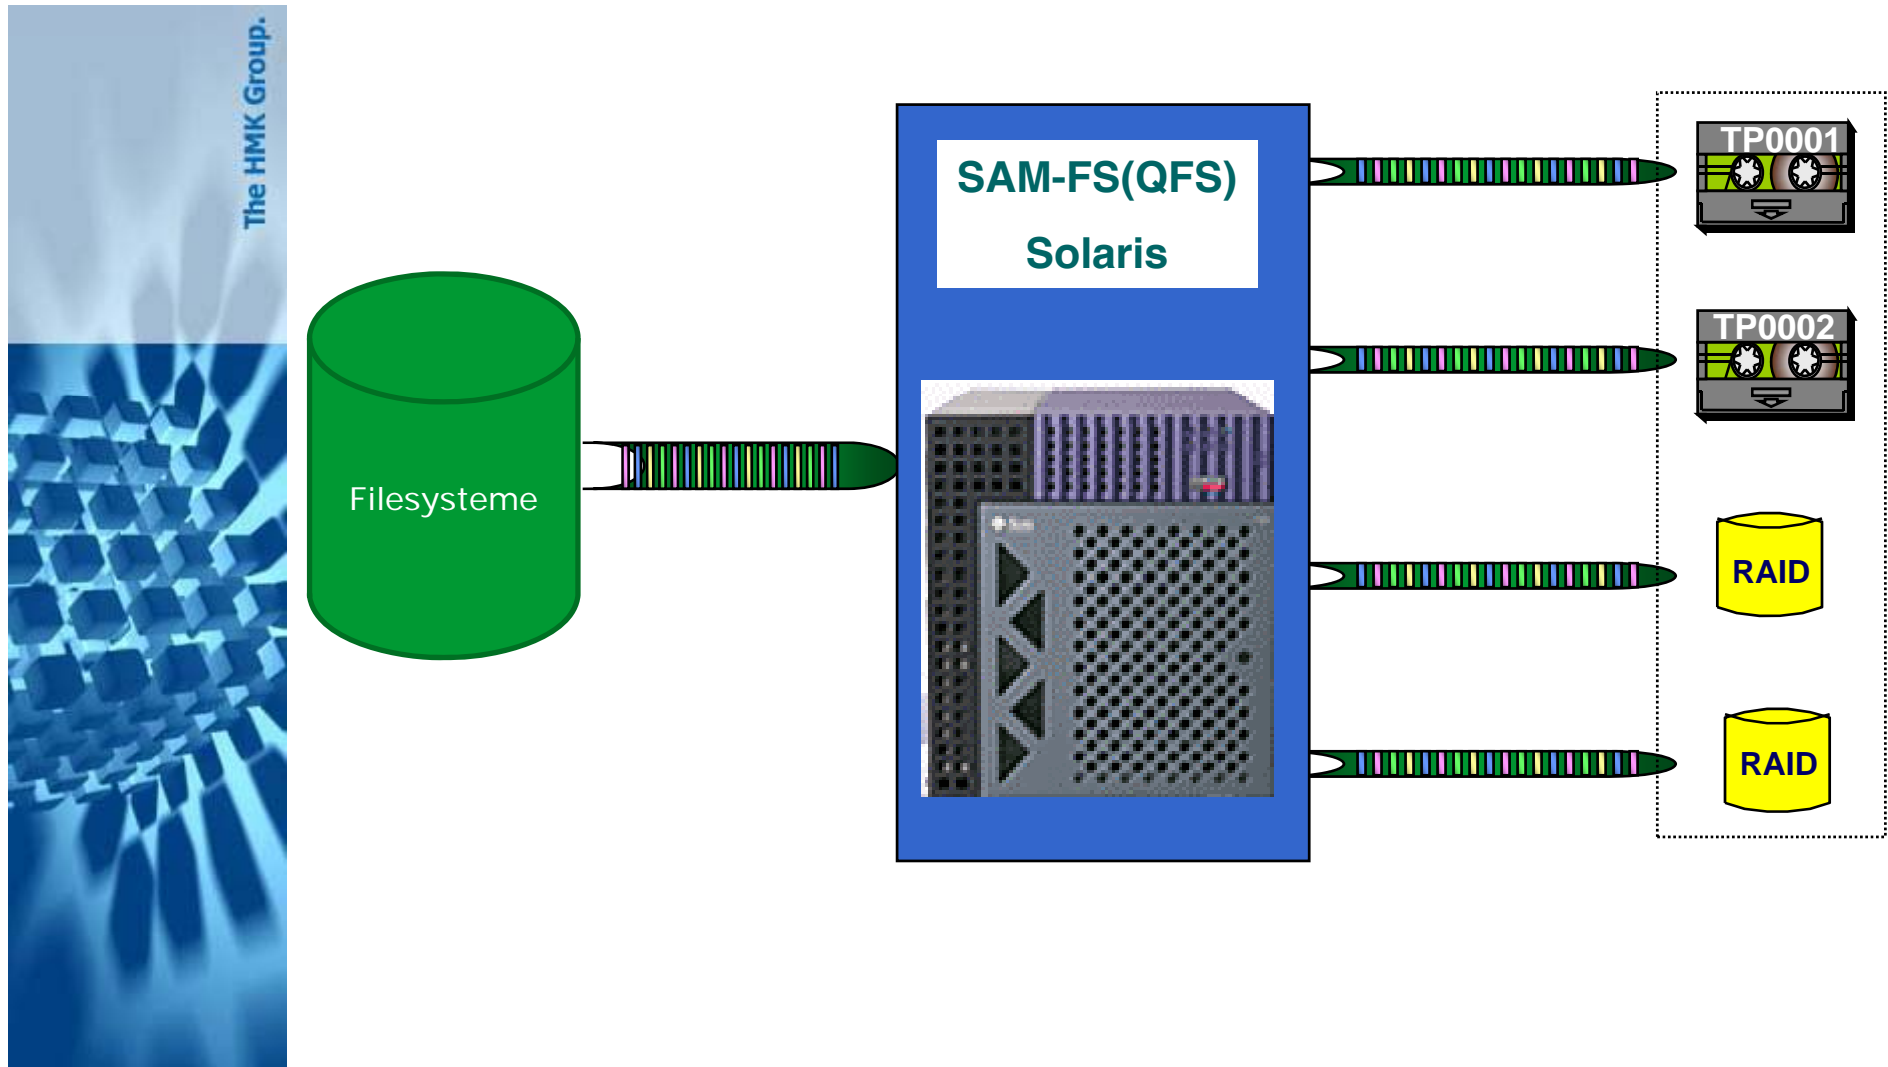 The HMK Group.
SAM-FS(QFS)
Solaris
Filesysteme
TP0001
TP0002
RAID
RAID